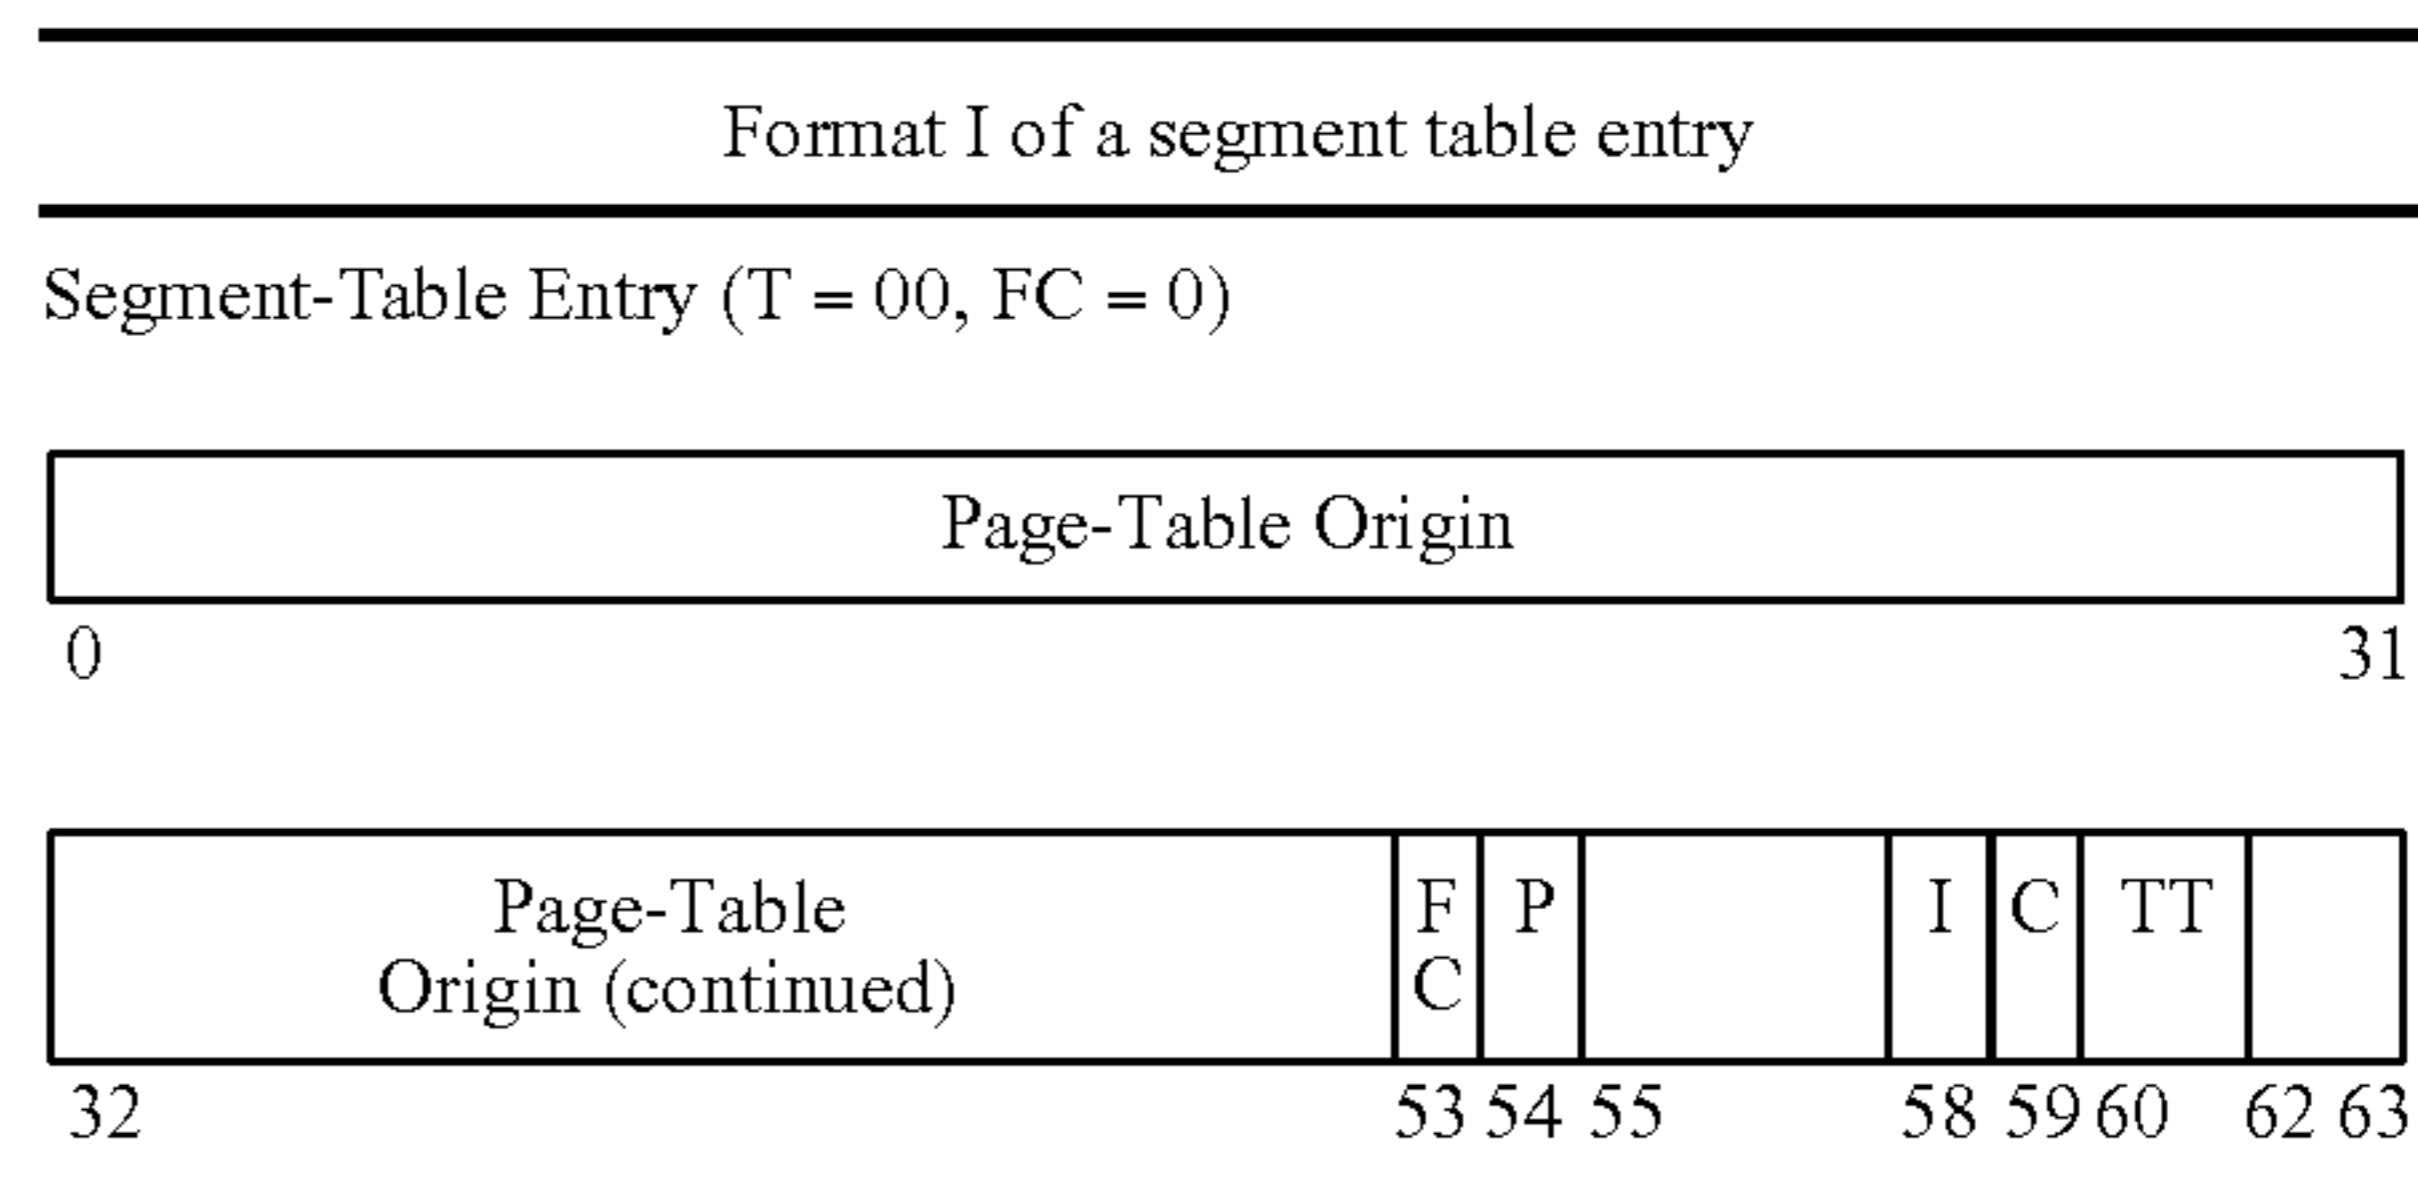 Format I of a segment table entry
Segment-Table Entry (T = 00, FC = 0)
Page-Table Origin
0 31
Page-Table
Origin (continued)
F
C
P
I
C
TT
32 53 54 55 58 59 60 62 63